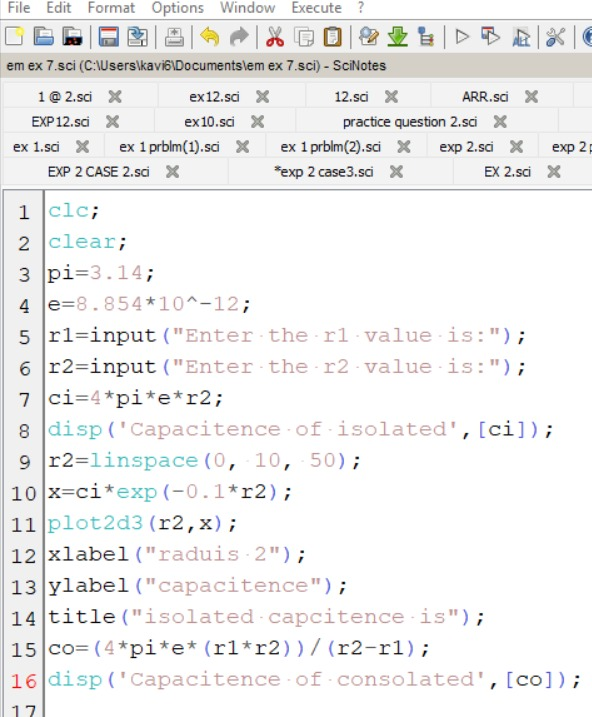 File Edit Format Options Window Execute ?
em ex 7.sci (C:\Users\kavi6\Documents\em ex 7.sci) - SciNotes
1 @ 2.sci ex12.sci 12.sci ARR.sci
EXP12.sci ex10.sci practice question 2.sci
ex 1.sci ex 1 prblm(1).sci ex 1 prblm(2).sci exp 2.sci exp 2
EXP 2 CASE 2.sci *exp 2 case3.sci EX 2.sci
1 clc;
2 clear;
3 pi=3.14;
4 e=8.854*10^-12;
5 r1=input("Enter the r1 value is:");
6 r2=input("Enter the r2 value is:");
7 ci=4*pi*e*r2;
8 disp('Capacitence of isolated',[ci]);
9 r2=linspace(0, 10, 50);
10 x=ci*exp(-0.1*r2);
11 plot2d3(r2,x);
12 xlabel("raduis 2");
13 ylabel("capacitence");
14 title("isolated capcitence is");
15 co=(4*pi*e*(r1*r2))/(r2-r1);
16 disp('Capacitence of consolated',[co]);
17